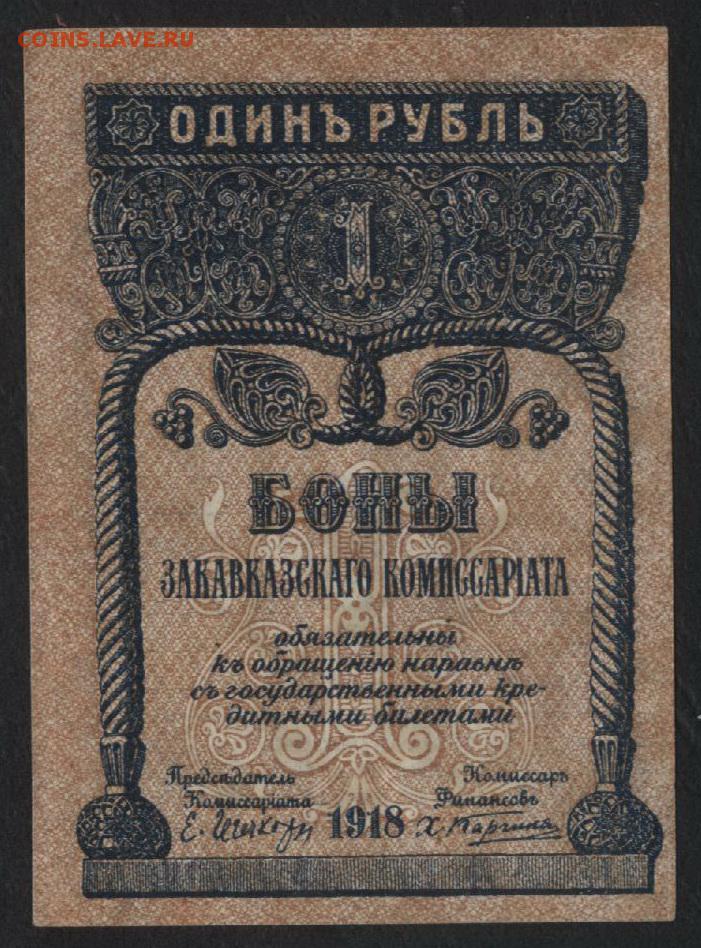 COINS.LAVE.RU
ОДИНЪ РУБЛЬ
1
БОНЫ
ЗАКАВКАЗСКАГО КОМИССАРІАТА
обязательны
къ обращенію наравнѣ
съ государственными кре-
дитными билетами
Предсѣдатель
Комиссаріата
Комиссаръ
Финансовъ
1918